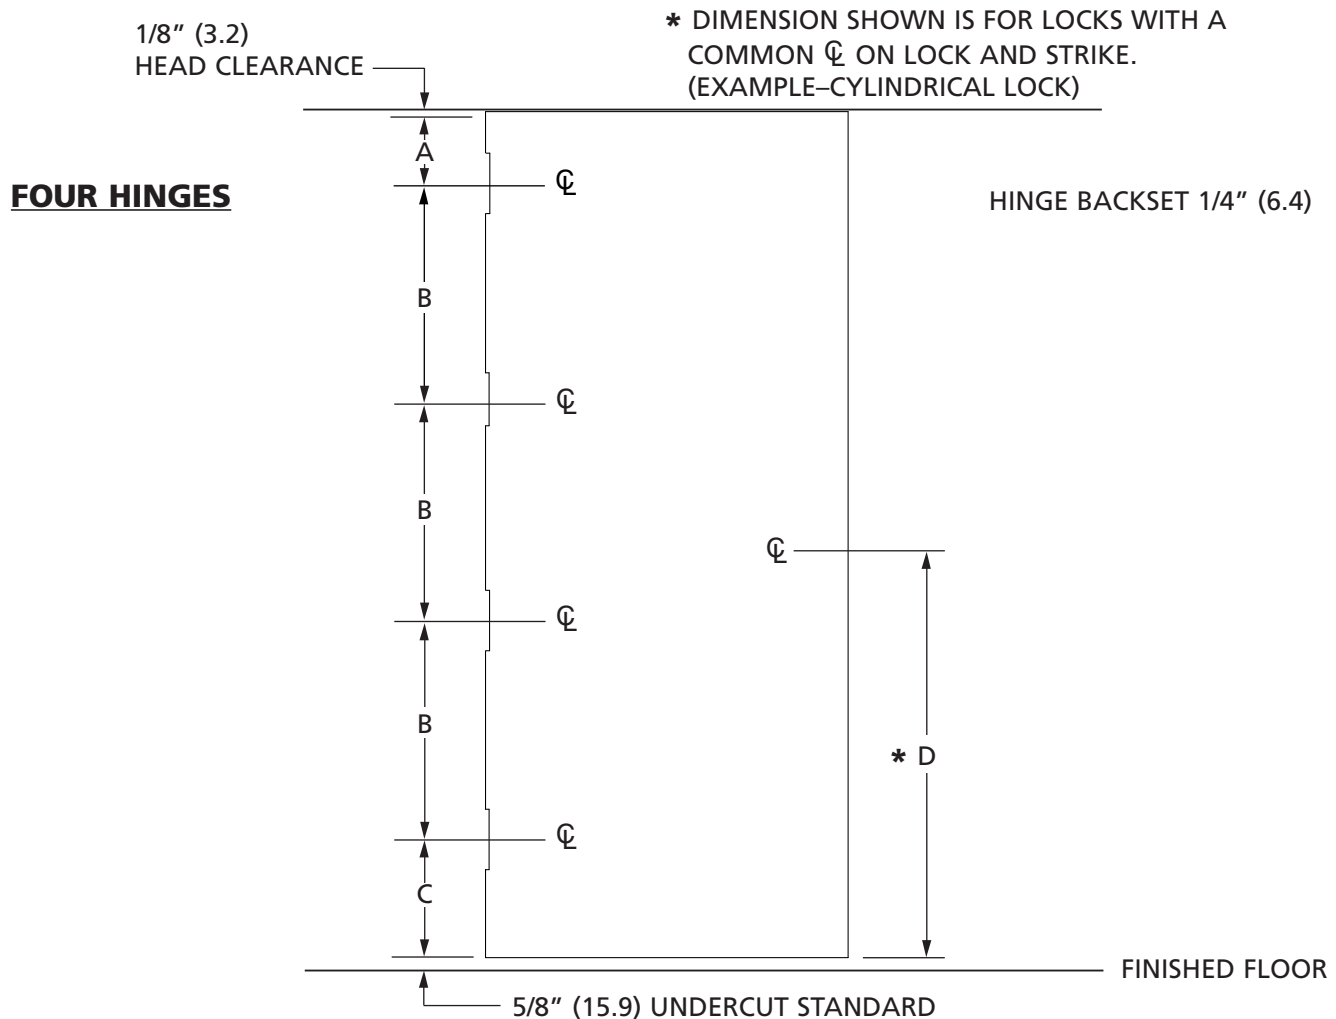 1/8” (3.2)
HEAD CLEARANCE
* DIMENSION SHOWN IS FOR LOCKS WITH A
COMMON ℄ ON LOCK AND STRIKE.
(EXAMPLE–CYLINDRICAL LOCK)
A
FOUR HINGES
℄
HINGE BACKSET 1/4” (6.4)
B
℄
B
℄
℄
B
* D
℄
C
FINISHED FLOOR
5/8” (15.9) UNDERCUT STANDARD